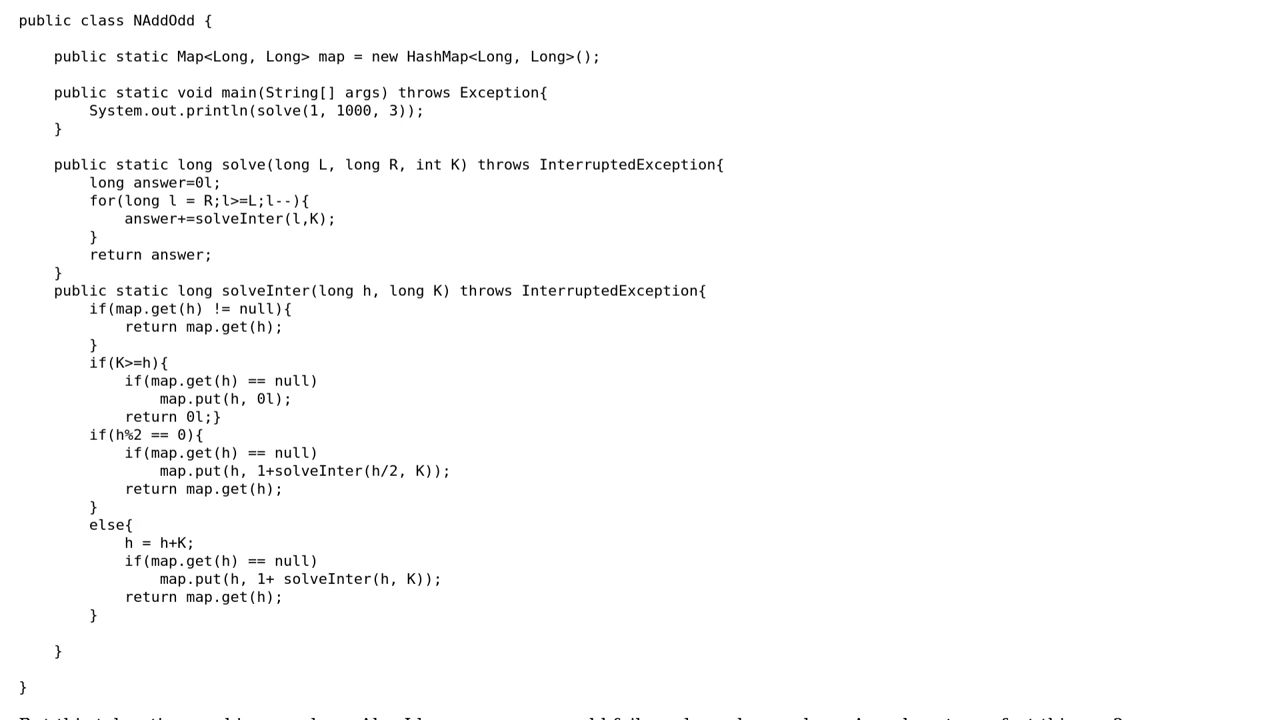 public class NAddOdd {
public static Map<Long, Long> map = new HashMap<Long, Long>();
public static void main(String[] args) throws Exception{
System.out.println(solve(1, 1000, 3));
}
public static long solve(long L, long R, int K) throws InterruptedException{
long answer=0l;
for(long l = R;l>=L;l--){
answer+=solveInter(l,K);
}
return answer;
}
public static long solveInter(long h, long K) throws InterruptedException{
if(map.get(h) != null){
return map.get(h);
}
if(K>=h){
if(map.get(h) == null)
map.put(h, 0l);
return 0l;}
if(h%2 == 0){
if(map.get(h) == null)
map.put(h, 1+solveInter(h/2, K));
return map.get(h);
}
else{
h = h+K;
if(map.get(h) == null)
map.put(h, 1+ solveInter(h, K));
return map.get(h);
}
}
}